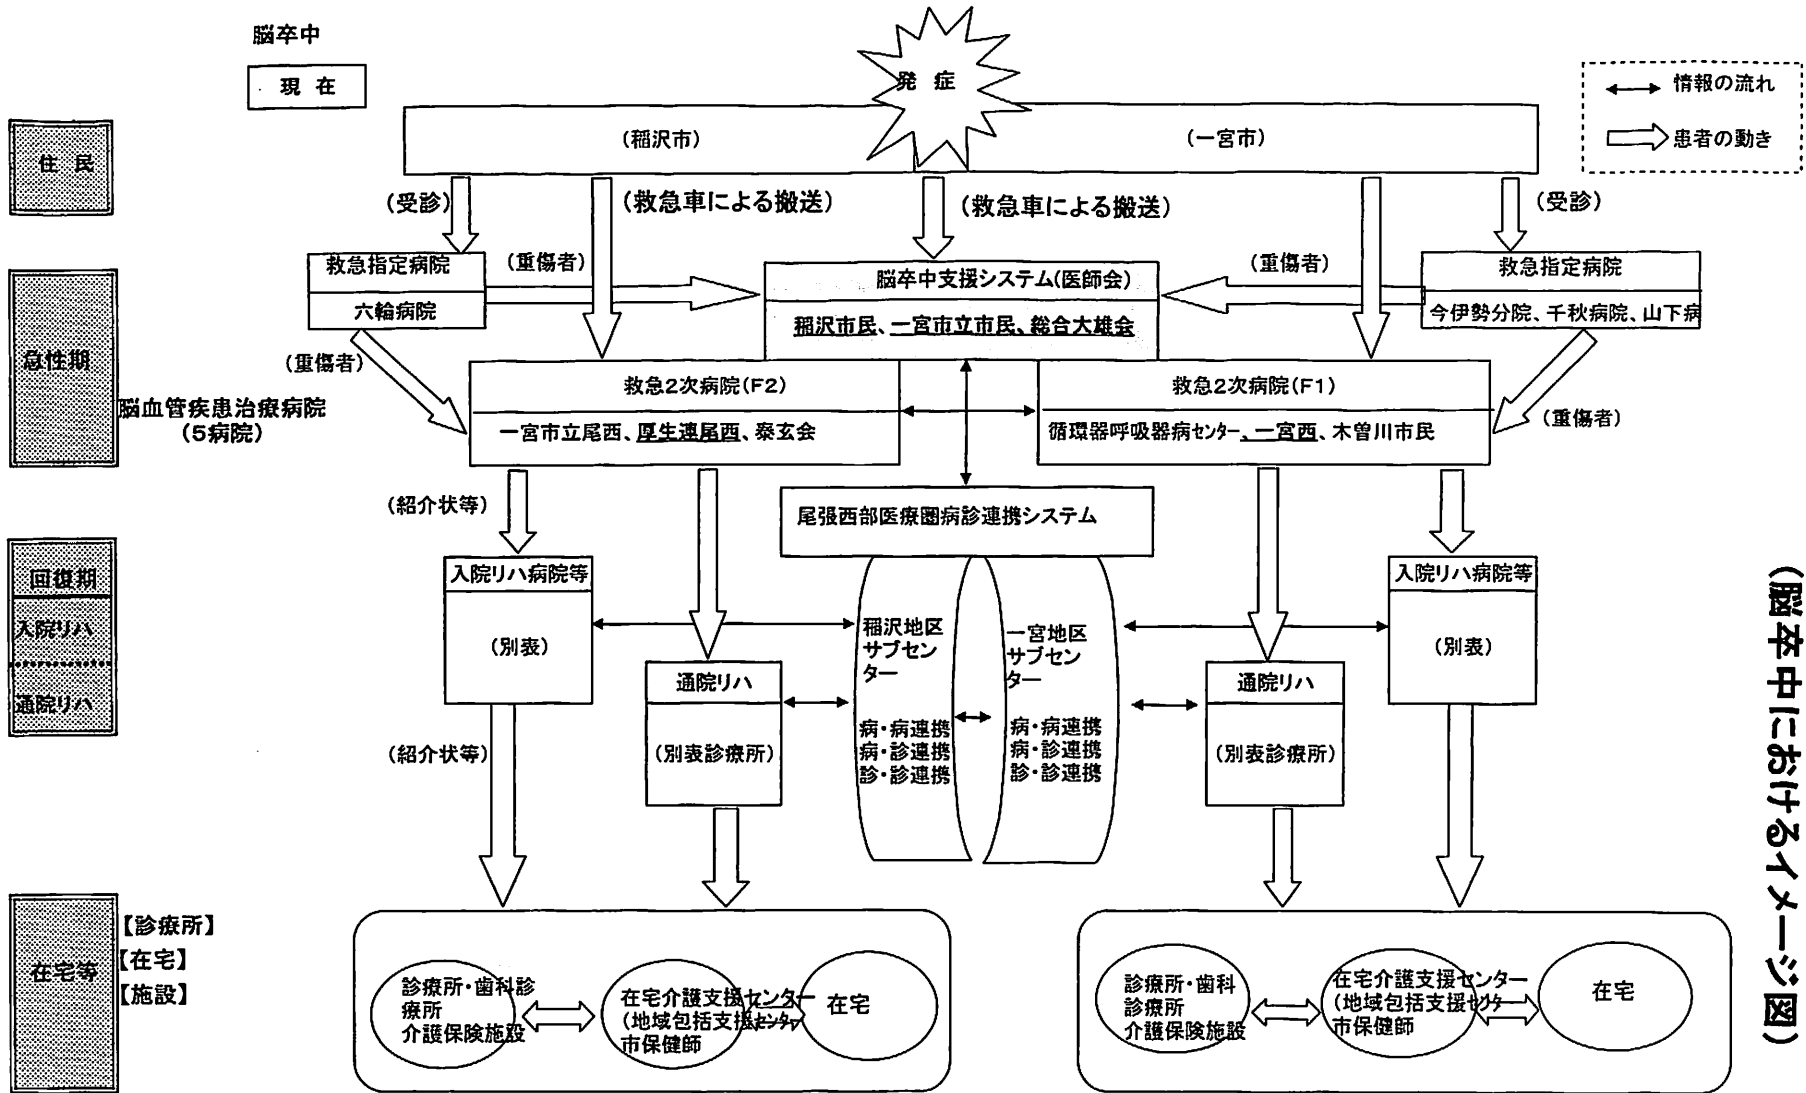 脳卒中
現 在
発 症
情報の流れ
患者の動き
住 民
(稲沢市)
(一宮市)
(受診)
(救急車による搬送)
(救急車による搬送)
(受診)
急性期
脳血管疾患治療病院
(5病院)
救急指定病院
六輪病院
(重傷者)
(重傷者)
脳卒中支援システム(医師会)
稲沢市民、一宮市立市民、総合大雄会
(重傷者)
救急指定病院
今伊勢分院、千秋病院、山下病
(重傷者)
救急2次病院(F2)
一宮市立尾西、厚生連尾西、泰玄会
救急2次病院(F1)
循環器呼吸器病センター、一宮西、木曽川市民
(紹介状等)
尾張西部医療圏病診連携システム
回復期
入院リハ
通院リハ
入院リハ病院等
(別表)
通院リハ
(別表診療所)
稲沢地区
サブセン
ター
病・病連携
病・診連携
診・診連携
一宮地区
サブセン
ター
病・病連携
病・診連携
診・診連携
通院リハ
(別表診療所)
入院リハ病院等
(別表)
(紹介状等)
在宅等
【診療所】
【在宅】
【施設】
診療所・歯科診
療所
介護保険施設
在宅介護支援センター
(地域包括支援センター
市保健師
在宅
診療所・歯科
診療所
介護保険施設
在宅介護支援センター
(地域包括支援センター
市保健師
在宅
(脳卒中におけるイメージ図)